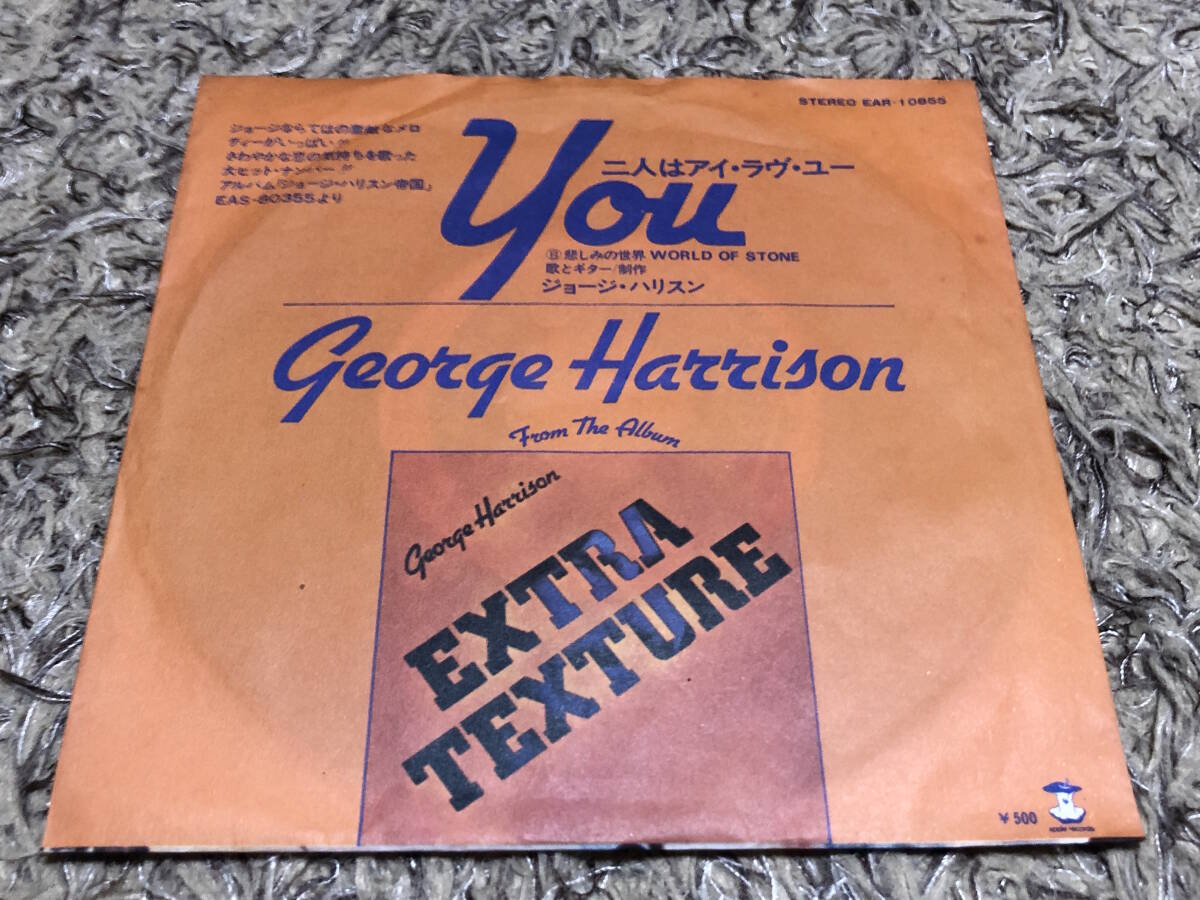 STEREO EAR-10855
ジョージならではの素敵なメロ
ディーがいっぱい!!
さわやかな恋の気持ちを歌った
大ヒット・ナンバー!!
アルバム「ジョージ・ハリスン帝国」
EAS-80355より
You
二人はアイ・ラヴ・ユー
Ⓑ悲しみの世界 WORLD OF STONE
歌とギター/制作
ジョージ・ハリスン
George Harrison
From The Album
George Harrison
EXTRA
TEXTURE
¥500
apple records